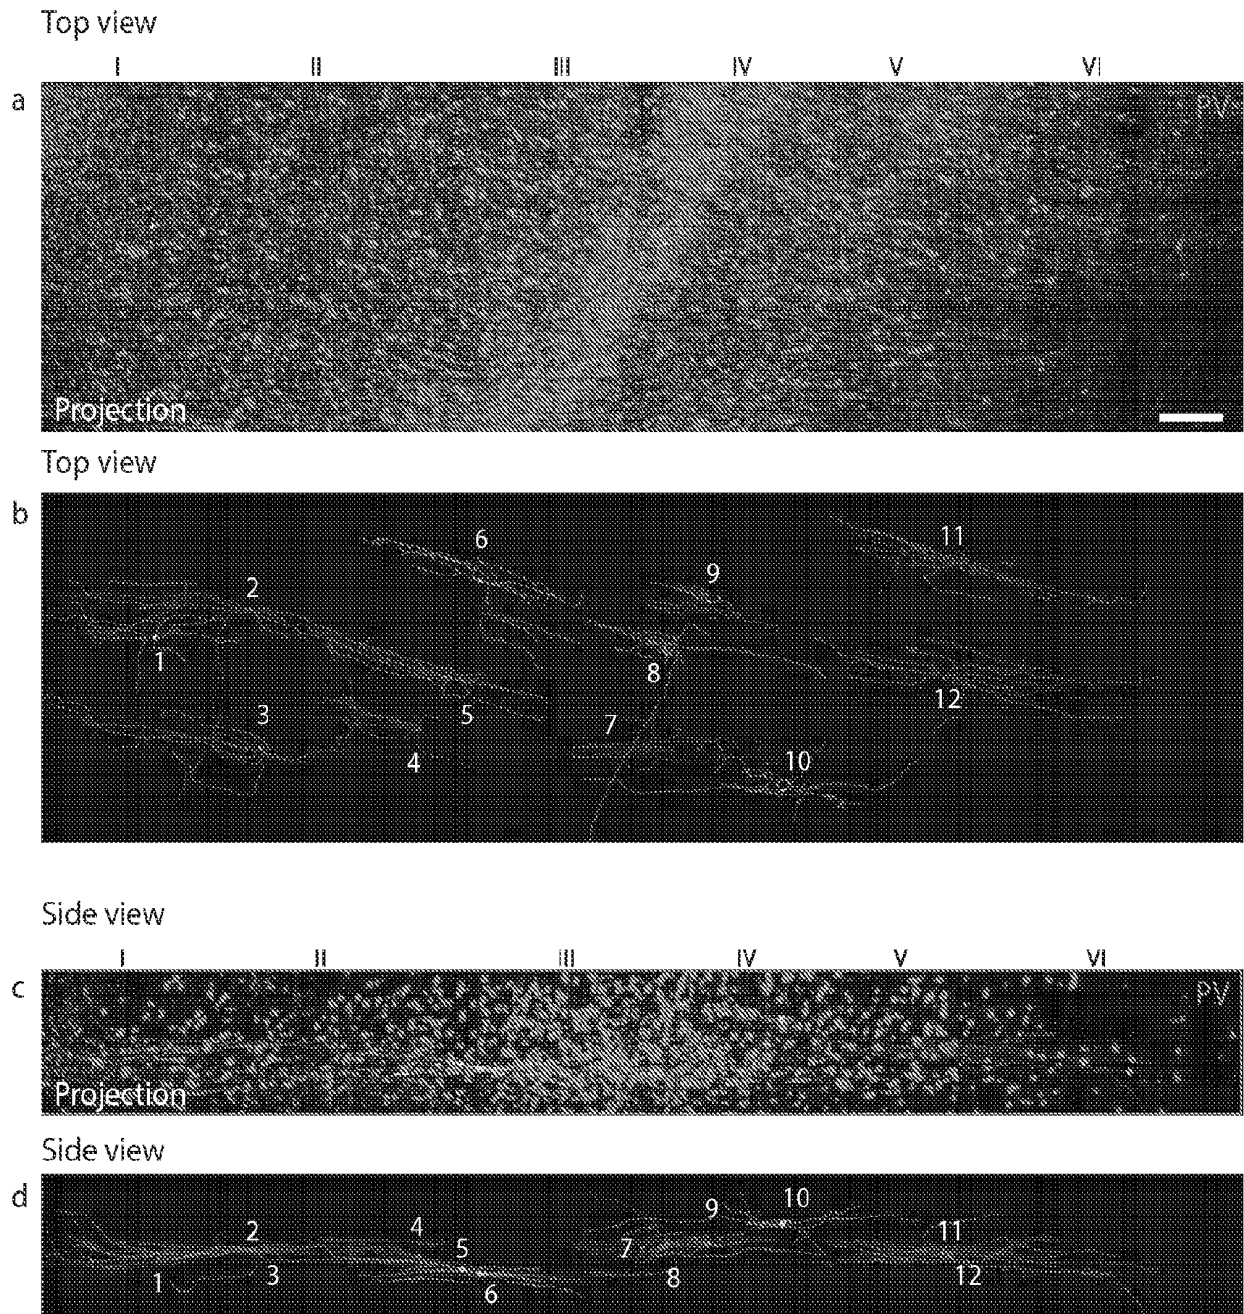 Top view
I II III IV V VI
a PV
Projection
Top view
b
6 11
2 9
1 8
3 5 7 12
4 10
Side view
I II III IV V VI
c PV
Projection
Side view
d
9 10
2 4 11
5 7
1 3 6 8 12